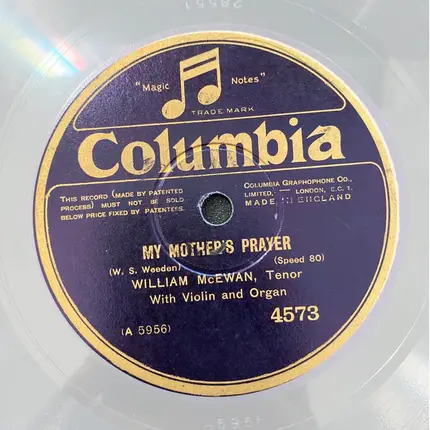 "Magic Notes"
TRADE MARK
Columbia
THIS RECORD (MADE BY PATENTED
PROCESS) MUST NOT BE SOLD
BELOW PRICE FIXED BY PATENTEES.
COLUMBIA GRAPHOPHONE CO.,
LIMITED, — LONDON, E.C. 1.
MADE IN ENGLAND
MY MOTHER'S PRAYER
(W. S. Weeden)
(Speed 80)
WILLIAM McEWAN, Tenor
With Violin and Organ
(A 5956)
4573